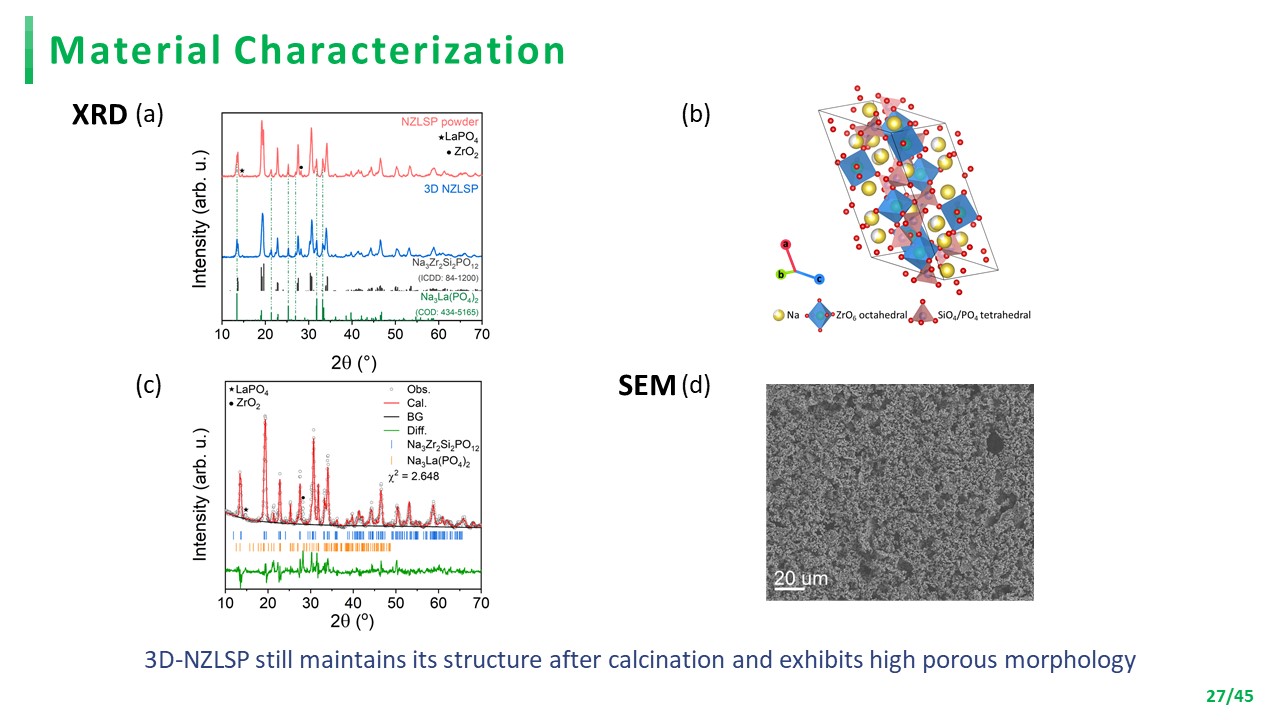 Material Characterization
XRD (a)
NZLSP powder
★LaPO₄
● ZrO₂
3D NZLSP
Na₃Zr₂Si₂PO₁₂
(ICDD: 84-1200)
Na₃La(PO₄)₂
(COD: 434-5165)
Intensity (arb. u.)
10 20 30 40 50 60 70
2θ (°)
(b)
a
b
c
Na
ZrO₆ octahedral
SiO₄/PO₄ tetrahedral
(c)
★ LaPO₄
● ZrO₂
Obs.
Cal.
BG
Diff.
Na₃Zr₂Si₂PO₁₂
Na₃La(PO₄)₂
χ² = 2.648
Intensity (arb. u.)
10 20 30 40 50 60 70
2θ (°)
SEM (d)
20 um
3D-NZLSP still maintains its structure after calcination and exhibits high porous morphology
27/45